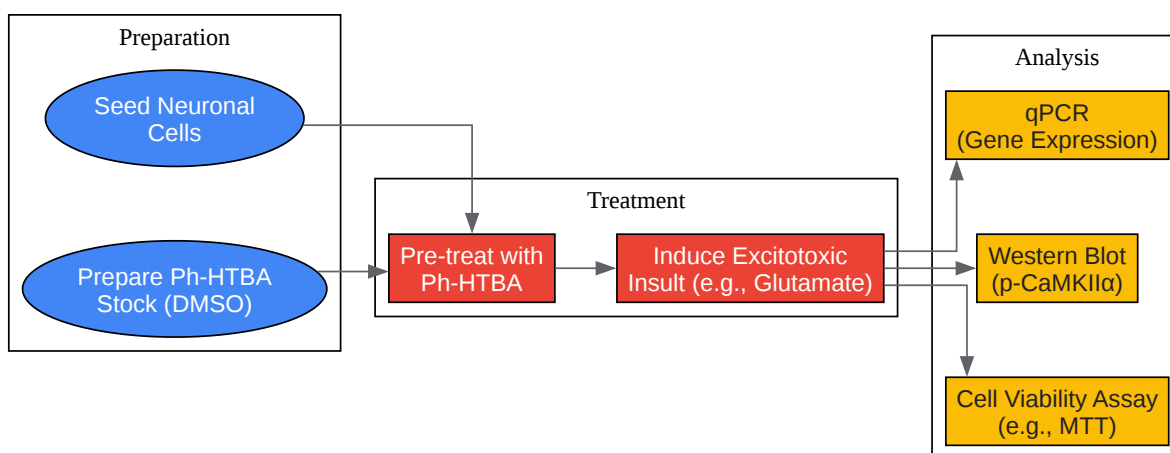 Preparation
Seed Neuronal
Cells
Prepare Ph-HTBA
Stock (DMSO)
Treatment
Pre-treat with
Ph-HTBA
Induce Excitotoxic
Insult (e.g., Glutamate)
Analysis
qPCR
(Gene Expression)
Western Blot
(p-CaMKIIα)
Cell Viability Assay
(e.g., MTT)